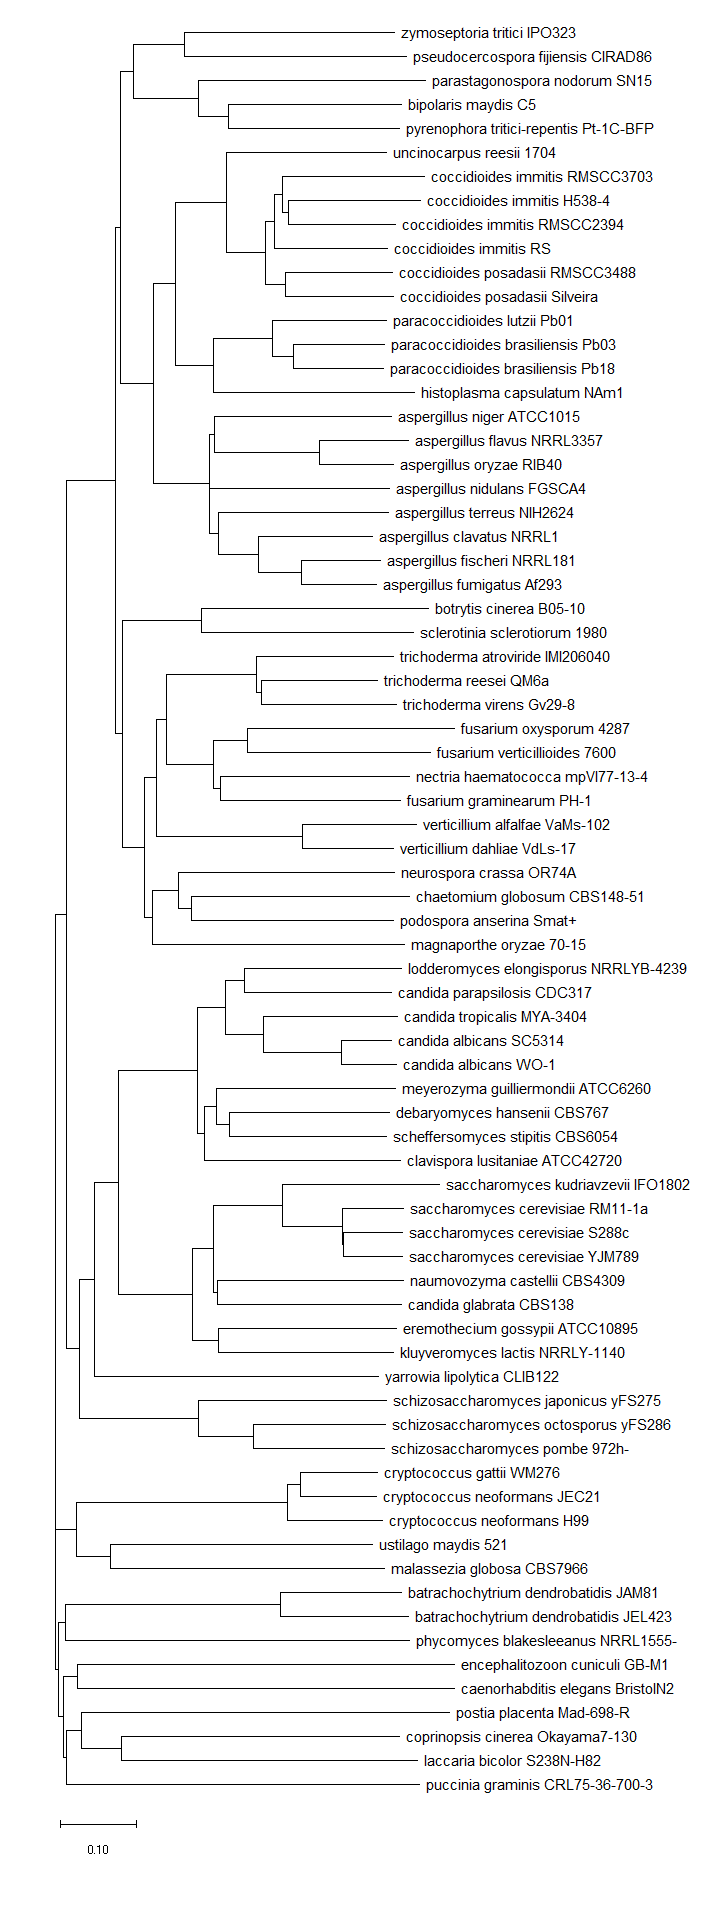 zymoseptoria tritici IPO323
pseudocercospora fijiensis CIRAD86
parastagonospora nodorum SN15
bipolaris maydis C5
pyrenophora tritici-repentis Pt-1C-BFP
uncinocarpus reesii 1704
coccidioides immitis RMSCC3703
coccidioides immitis H538-4
coccidioides immitis RMSCC2394
coccidioides immitis RS
coccidioides posadasii RMSCC3488
coccidioides posadasii Silveira
paracoccidioides lutzii Pb01
paracoccidioides brasiliensis Pb03
paracoccidioides brasiliensis Pb18
histoplasma capsulatum NAm1
aspergillus niger ATCC1015
aspergillus flavus NRRL3357
aspergillus oryzae RIB40
aspergillus nidulans FGSCA4
aspergillus terreus NIH2624
aspergillus clavatus NRRL1
aspergillus fischeri NRRL181
aspergillus fumigatus Af293
botrytis cinerea B05-10
sclerotinia sclerotiorum 1980
trichoderma atroviride IMI206040
trichoderma reesei QM6a
trichoderma virens Gv29-8
fusarium oxysporum 4287
fusarium verticillioides 7600
nectria haematococca mpVI77-13-4
fusarium graminearum PH-1
verticillium alfalfae VaMs-102
verticillium dahliae VdLs-17
neurospora crassa OR74A
chaetomium globosum CBS148-51
podospora anserina Smat+
magnaporthe oryzae 70-15
lodderomyces elongisporus NRRLYB-4239
candida parapsilosis CDC317
candida tropicalis MYA-3404
candida albicans SC5314
candida albicans WO-1
meyerozyma guilliermondii ATCC6260
debaryomyces hansenii CBS767
scheffersomyces stipitis CBS6054
clavispora lusitaniae ATCC42720
saccharomyces kudriavzevii IFO1802
saccharomyces cerevisiae RM11-1a
saccharomyces cerevisiae S288c
saccharomyces cerevisiae YJM789
naumovozyma castellii CBS4309
candida glabrata CBS138
eremothecium gossypii ATCC10895
kluyveromyces lactis NRRLY-1140
yarrowia lipolytica CLIB122
schizosaccharomyces japonicus yFS275
schizosaccharomyces octosporus yFS286
schizosaccharomyces pombe 972h-
cryptococcus gattii WM276
cryptococcus neoformans JEC21
cryptococcus neoformans H99
ustilago maydis 521
malassezia globosa CBS7966
batrachochytrium dendrobatidis JAM81
batrachochytrium dendrobatidis JEL423
phycomyces blakesleeanus NRRL1555-
encephalitozoon cuniculi GB-M1
caenorhabditis elegans BristolN2
postia placenta Mad-698-R
coprinopsis cinerea Okayama7-130
laccaria bicolor S238N-H82
puccinia graminis CRL75-36-700-3
0.10